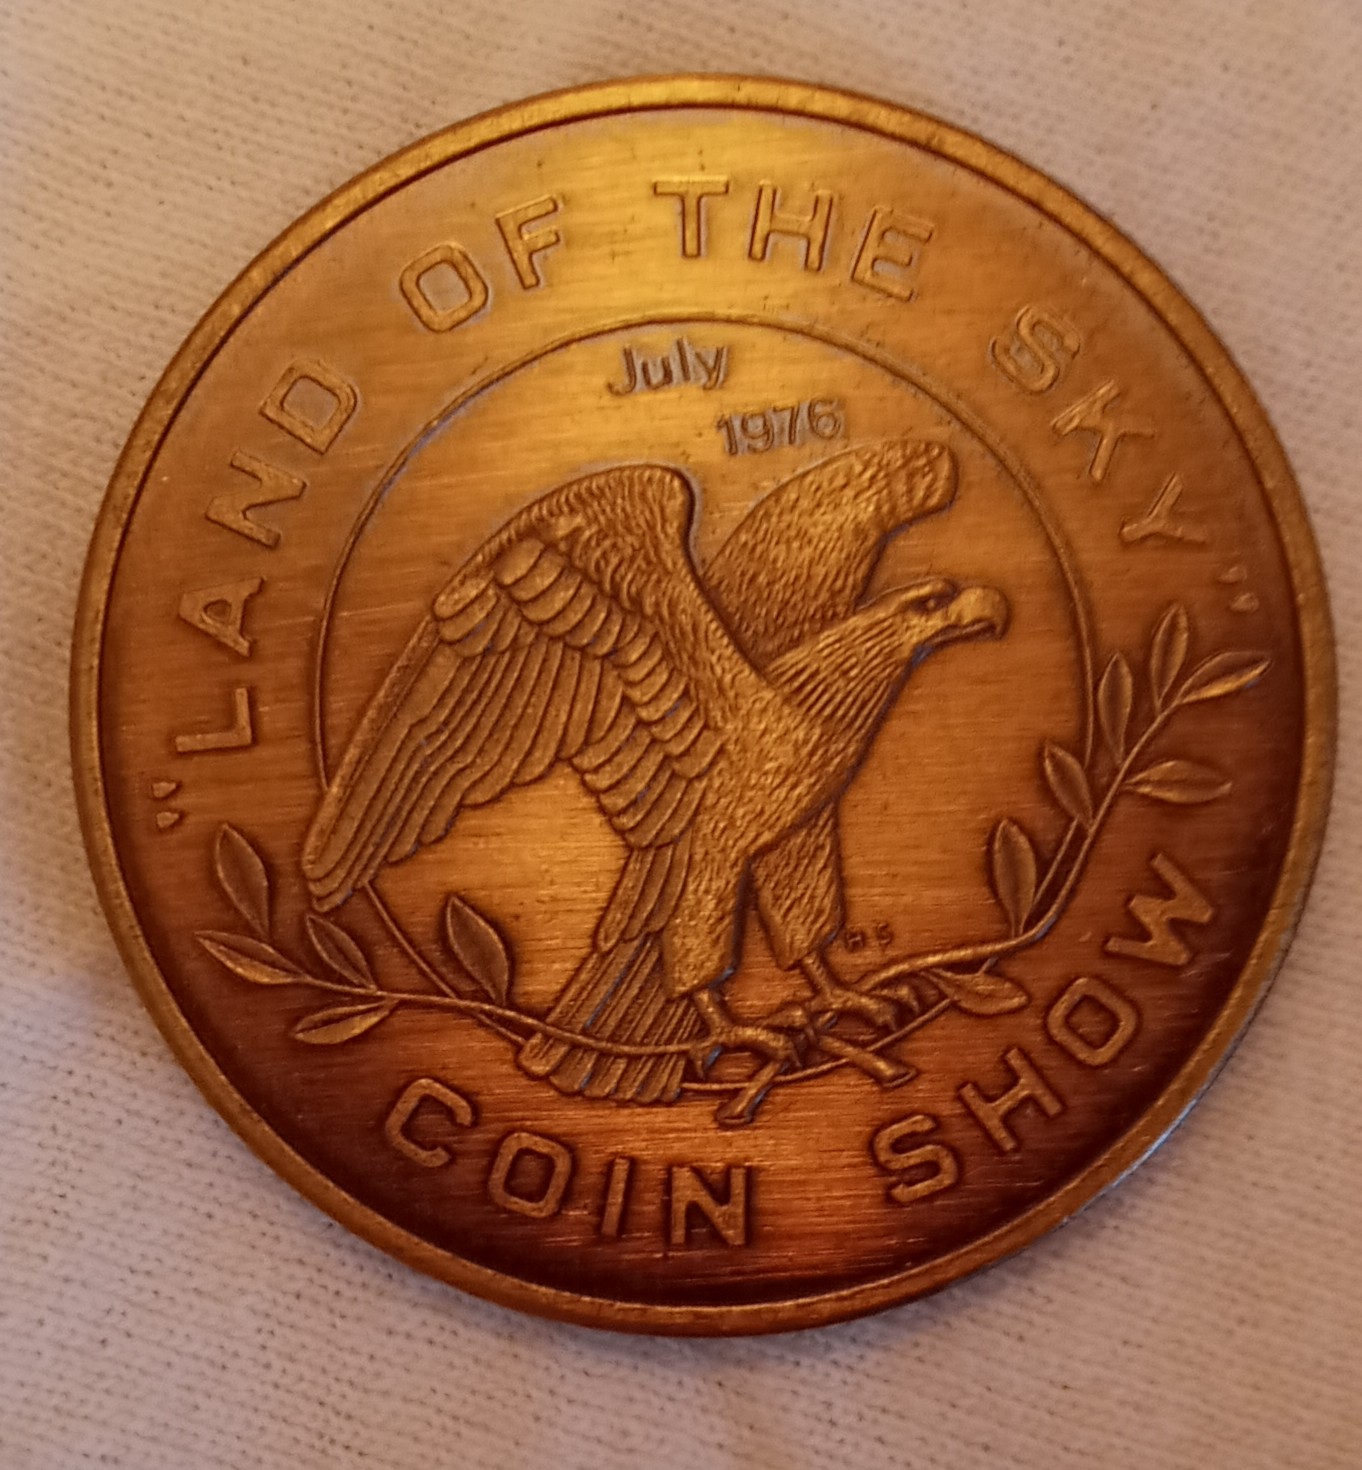 "LAND OF THE SKY"
July
1976
COIN SHOW